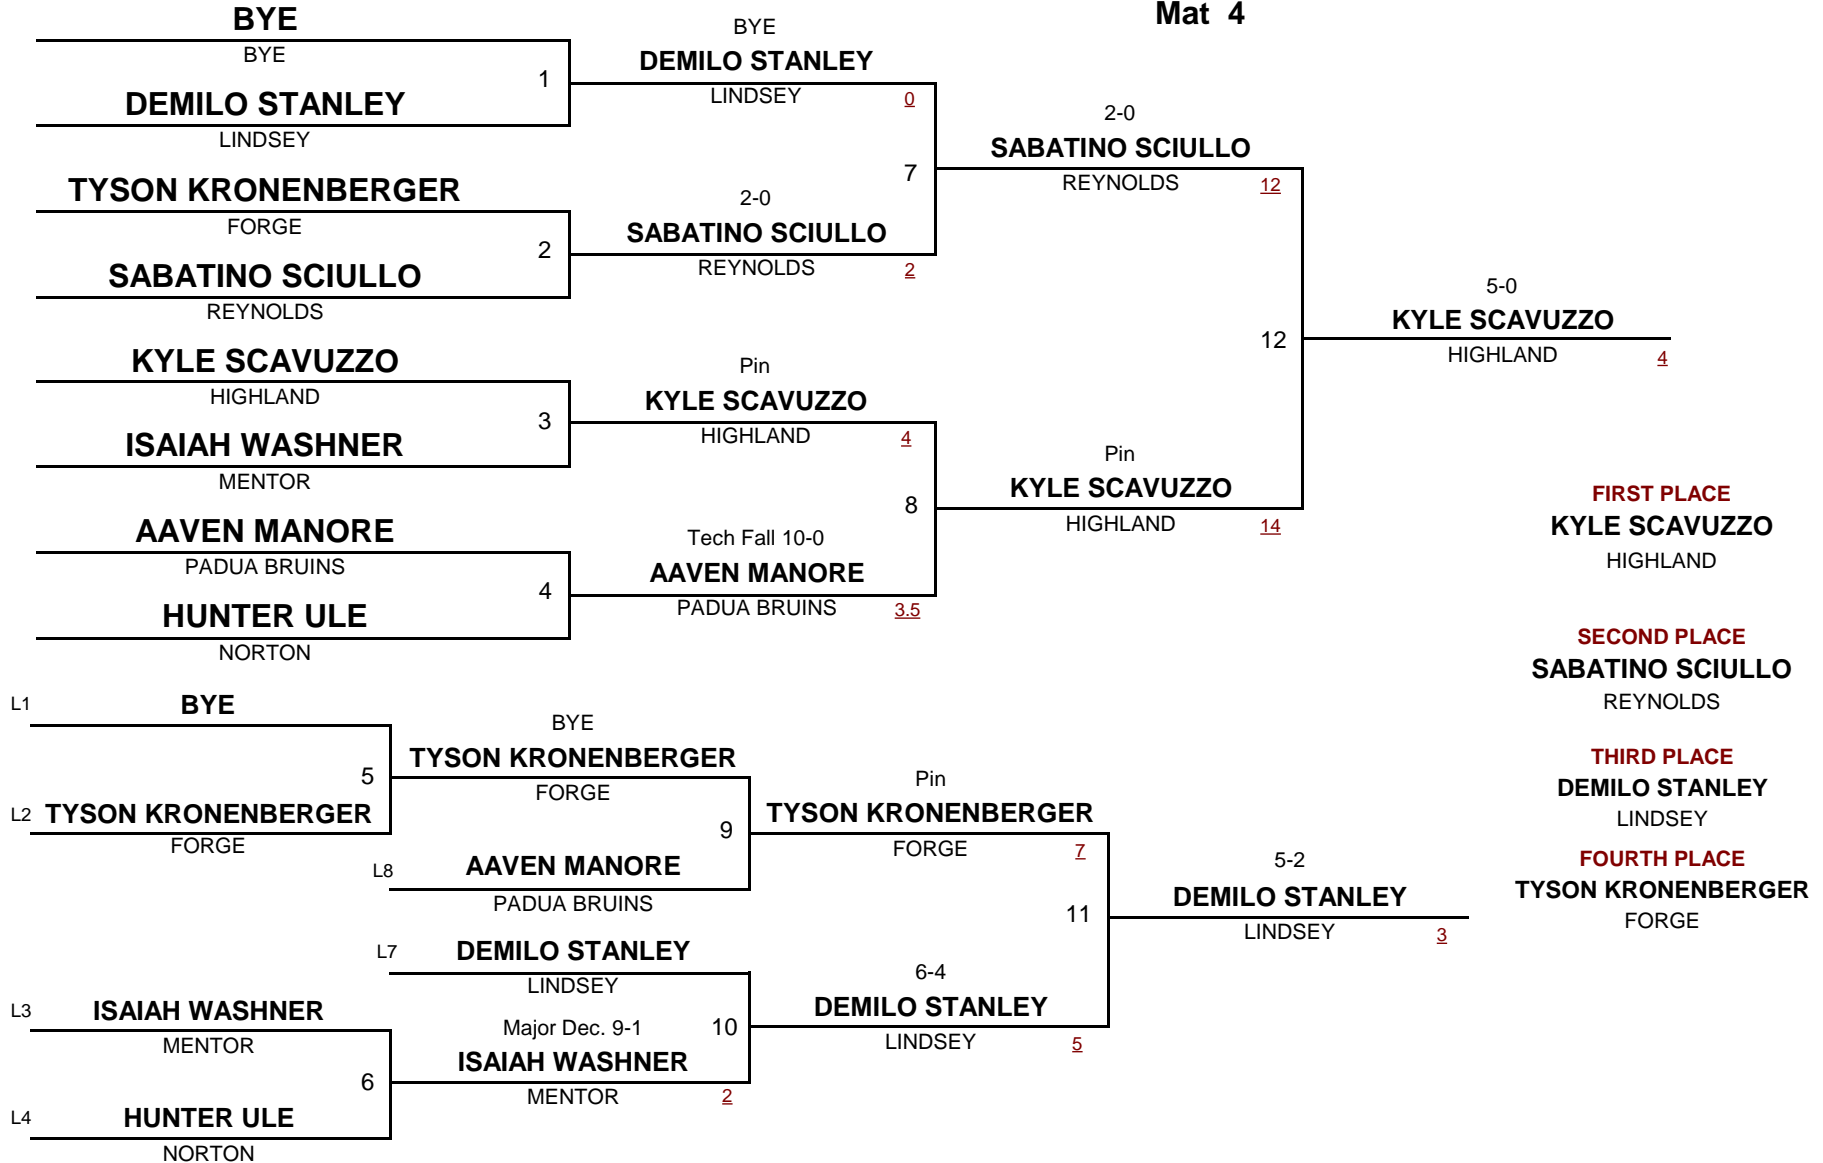 Mat 4
BYE
BYE
1
DEMILO STANLEY
LINDSEY
TYSON KRONENBERGER
FORGE
2
SABATINO SCIULLO
REYNOLDS
KYLE SCAVUZZO
HIGHLAND
3
ISAIAH WASHNER
MENTOR
AAVEN MANORE
PADUA BRUINS
4
HUNTER ULE
NORTON
BYE
DEMILO STANLEY
LINDSEY 0
7
2-0
SABATINO SCIULLO
REYNOLDS 2
Pin
KYLE SCAVUZZO
HIGHLAND 4
8
Tech Fall 10-0
AAVEN MANORE
PADUA BRUINS 3.5
2-0
SABATINO SCIULLO
REYNOLDS 12
12
Pin
KYLE SCAVUZZO
HIGHLAND 14
5-0
KYLE SCAVUZZO
HIGHLAND 4
FIRST PLACE
KYLE SCAVUZZO
HIGHLAND
SECOND PLACE
SABATINO SCIULLO
REYNOLDS
THIRD PLACE
DEMILO STANLEY
LINDSEY
FOURTH PLACE
TYSON KRONENBERGER
FORGE
L1 BYE
5
L2 TYSON KRONENBERGER
FORGE
L3 ISAIAH WASHNER
MENTOR
6
L4 HUNTER ULE
NORTON
BYE
TYSON KRONENBERGER
FORGE
9
L8 AAVEN MANORE
PADUA BRUINS
L7 DEMILO STANLEY
LINDSEY
Major Dec. 9-1 10
ISAIAH WASHNER
MENTOR 2
Pin
TYSON KRONENBERGER
FORGE 7
11
6-4
DEMILO STANLEY
LINDSEY 5
5-2
DEMILO STANLEY
LINDSEY 3